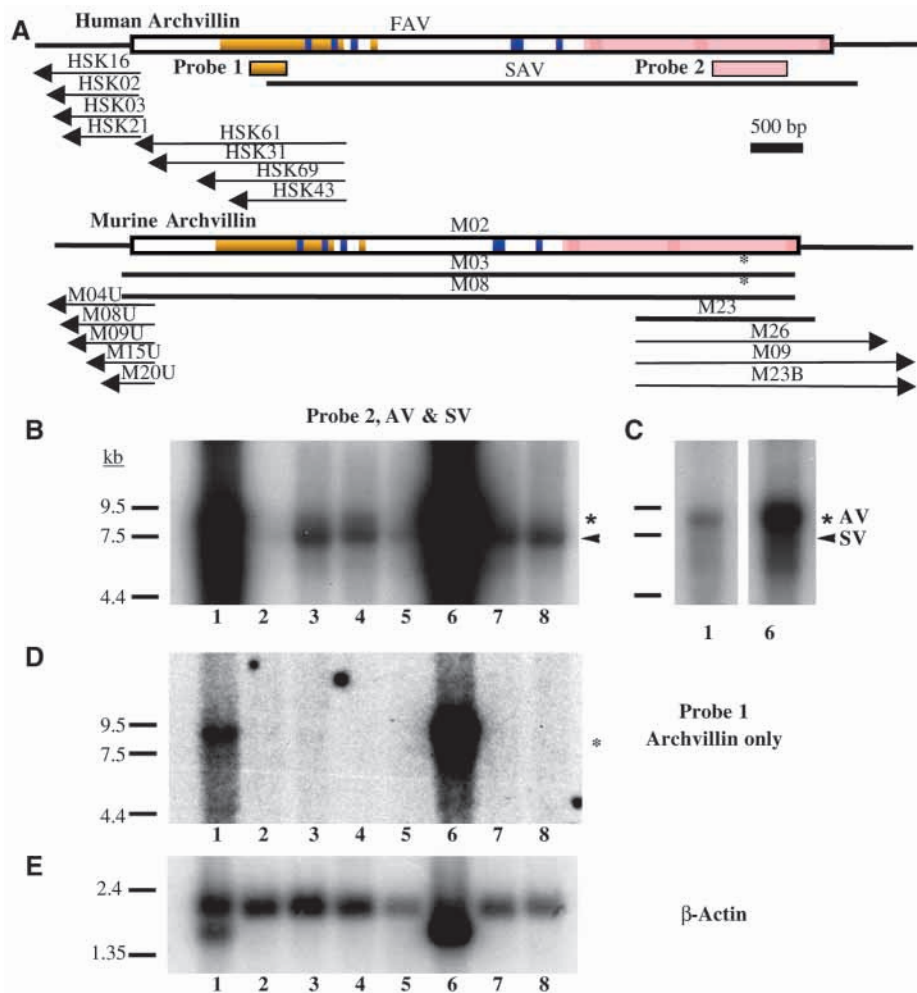 A
Human Archvillin
FAV
HSK16
Probe 1
SAV
Probe 2
HSK02
HSK03
HSK21
HSK61
500 bp
HSK31
HSK69
HSK43
Murine Archvillin
M02
M03
*
M08
*
M04U
M23
M08U
M26
M09U
M09
M15U
M23B
M20U
B
Probe 2, AV & SV
C
kb
9.5
*
* AV
7.5
SV
4.4
1 2 3 4 5 6 7 8
1 6
D
Probe 1
Archvillin only
9.5
7.5
*
4.4
1 2 3 4 5 6 7 8
E
2.4
β-Actin
1.35
1 2 3 4 5 6 7 8